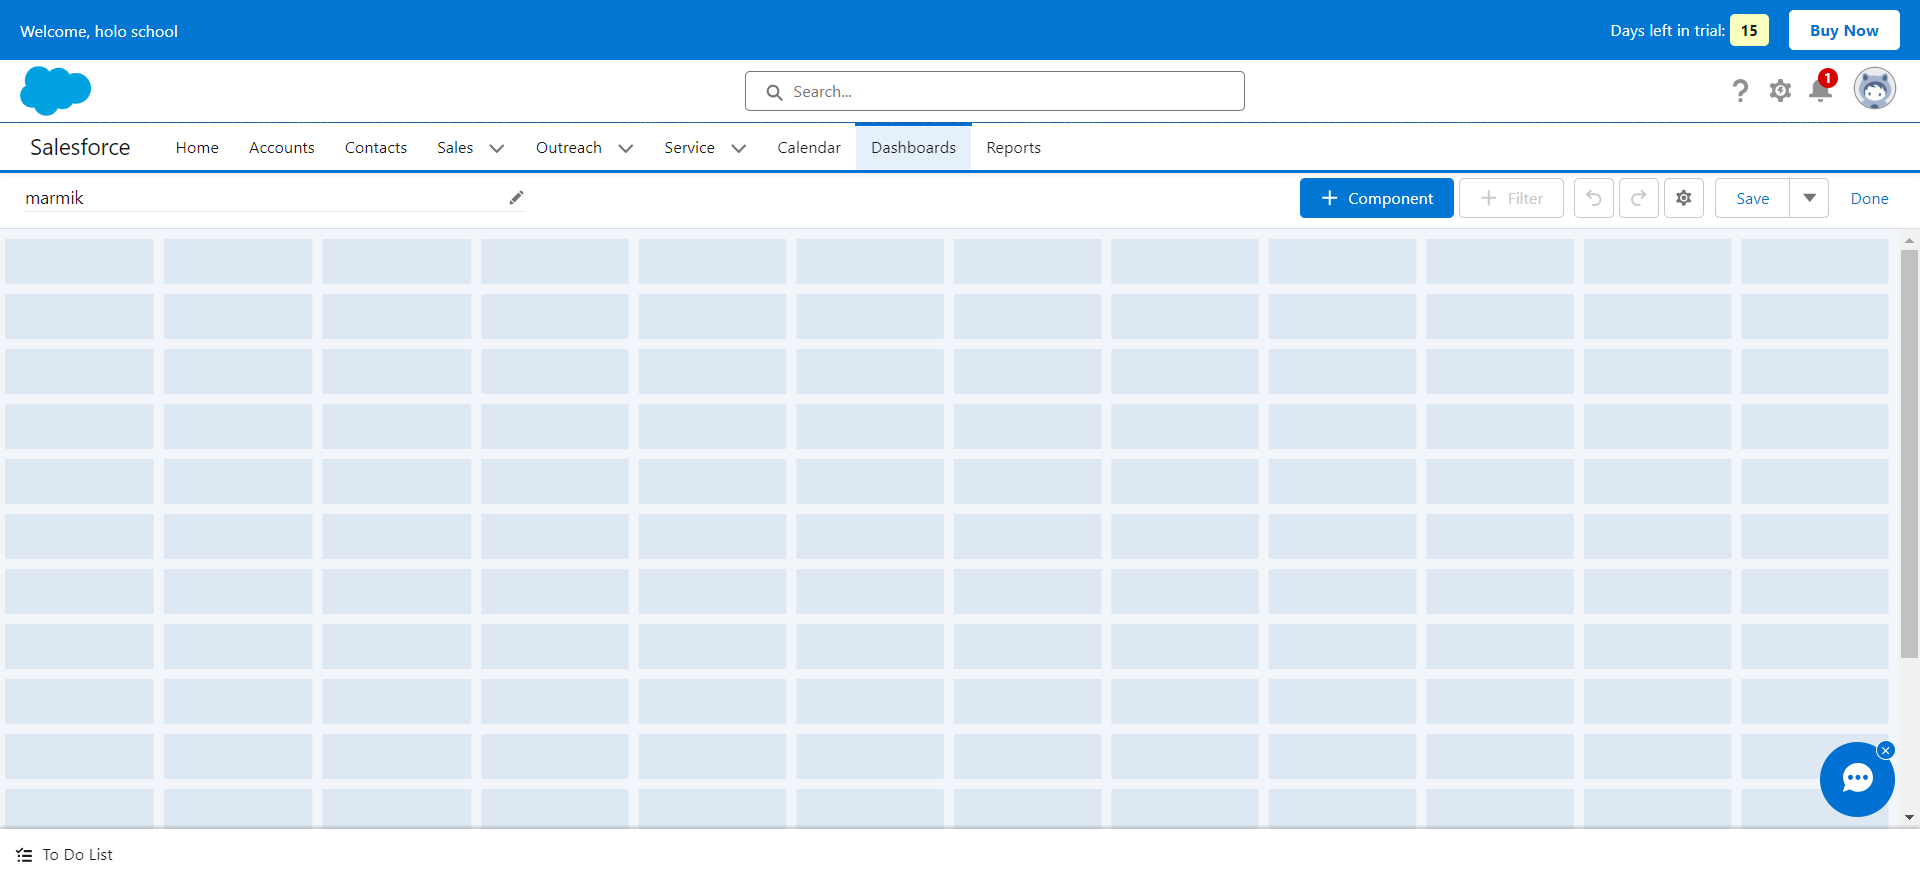 Welcome, holo school
Days left in trial: 15 Buy Now
Search...
1
Salesforce Home Accounts Contacts Sales Outreach Service Calendar Dashboards Reports
marmik
Component Filter Save Done
To Do List